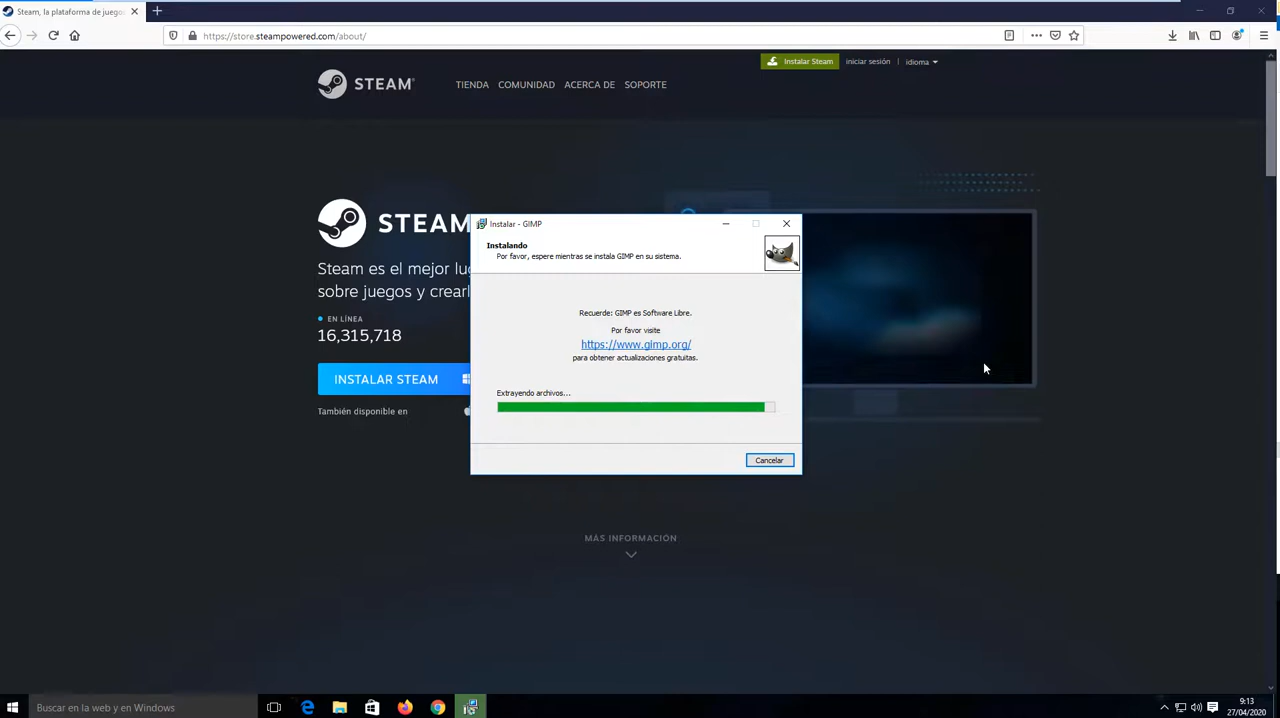 Steam, la plataforma de juego
https://store.steampowered.com/about/
Instalar Steam
iniciar sesión
|
idioma
STEAM®
TIENDA
COMUNIDAD
ACERCA DE
SOPORTE
STEAM
Steam es el mejor lu
sobre juegos y crearl
EN LÍNEA
16,315,718
INSTALAR STEAM
También disponible en
Instalar - GIMP
Instalando
Por favor, espere mientras se instala GIMP en su sistema.
Recuerde: GIMP es Software Libre.
Por favor visite
https://www.gimp.org/
para obtener actualizaciones gratuitas.
Extrayendo archivos...
Cancelar
MÁS INFORMACIÓN
Buscar en la web y en Windows
9:13
27/04/2020